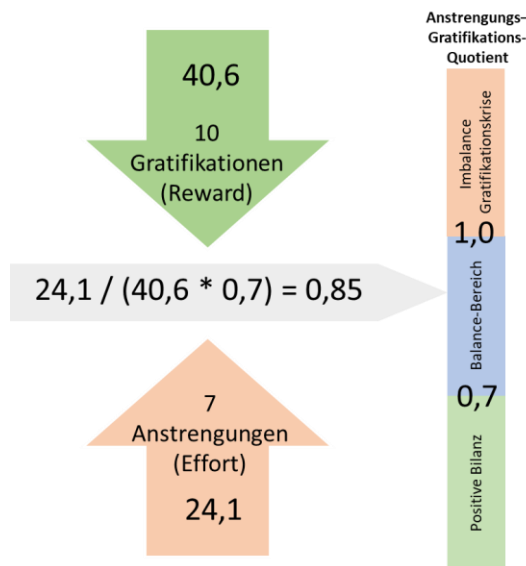 Anstrengungs-
Gratifikations-
Quotient
40,6
10
Gratifikationen
(Reward)
Imbalance
Gratifikationskrise
1,0
24,1 / (40,6 * 0,7) = 0,85
Balance-Bereich
0,7
7
Anstrengungen
(Effort)
24,1
Positive Bilanz